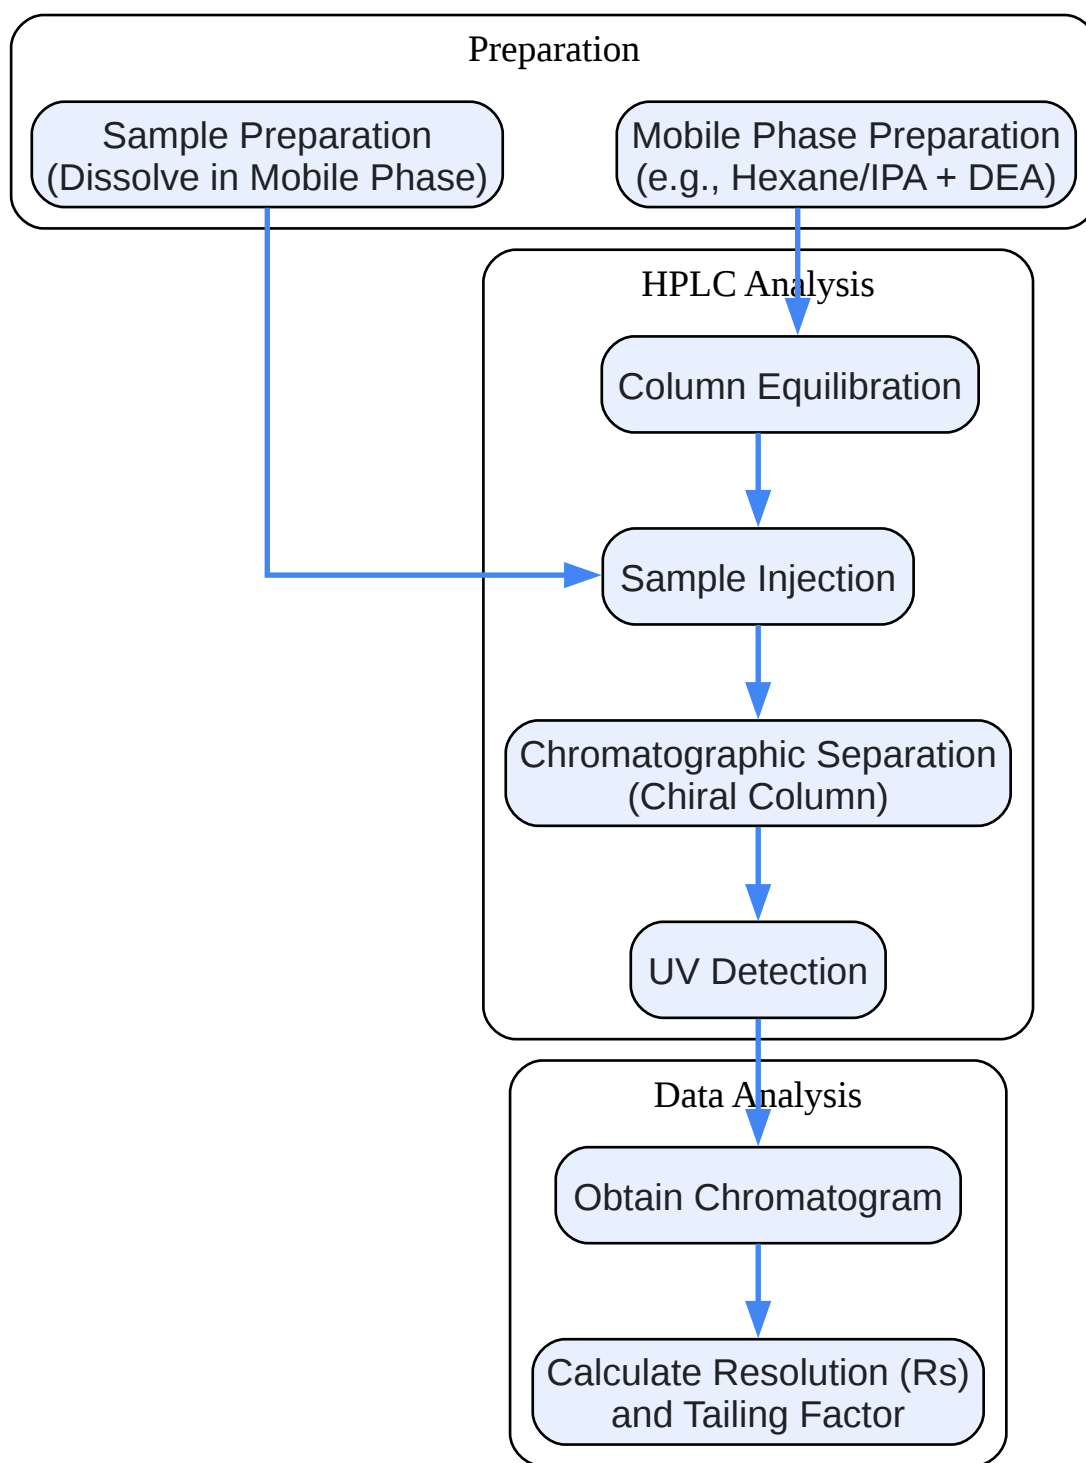 Preparation
Sample Preparation
(Dissolve in Mobile Phase)
Mobile Phase Preparation
(e.g., Hexane/IPA + DEA)
HPLC Analysis
Column Equilibration
Sample Injection
Chromatographic Separation
(Chiral Column)
UV Detection
Data Analysis
Obtain Chromatogram
Calculate Resolution (Rs)
and Tailing Factor